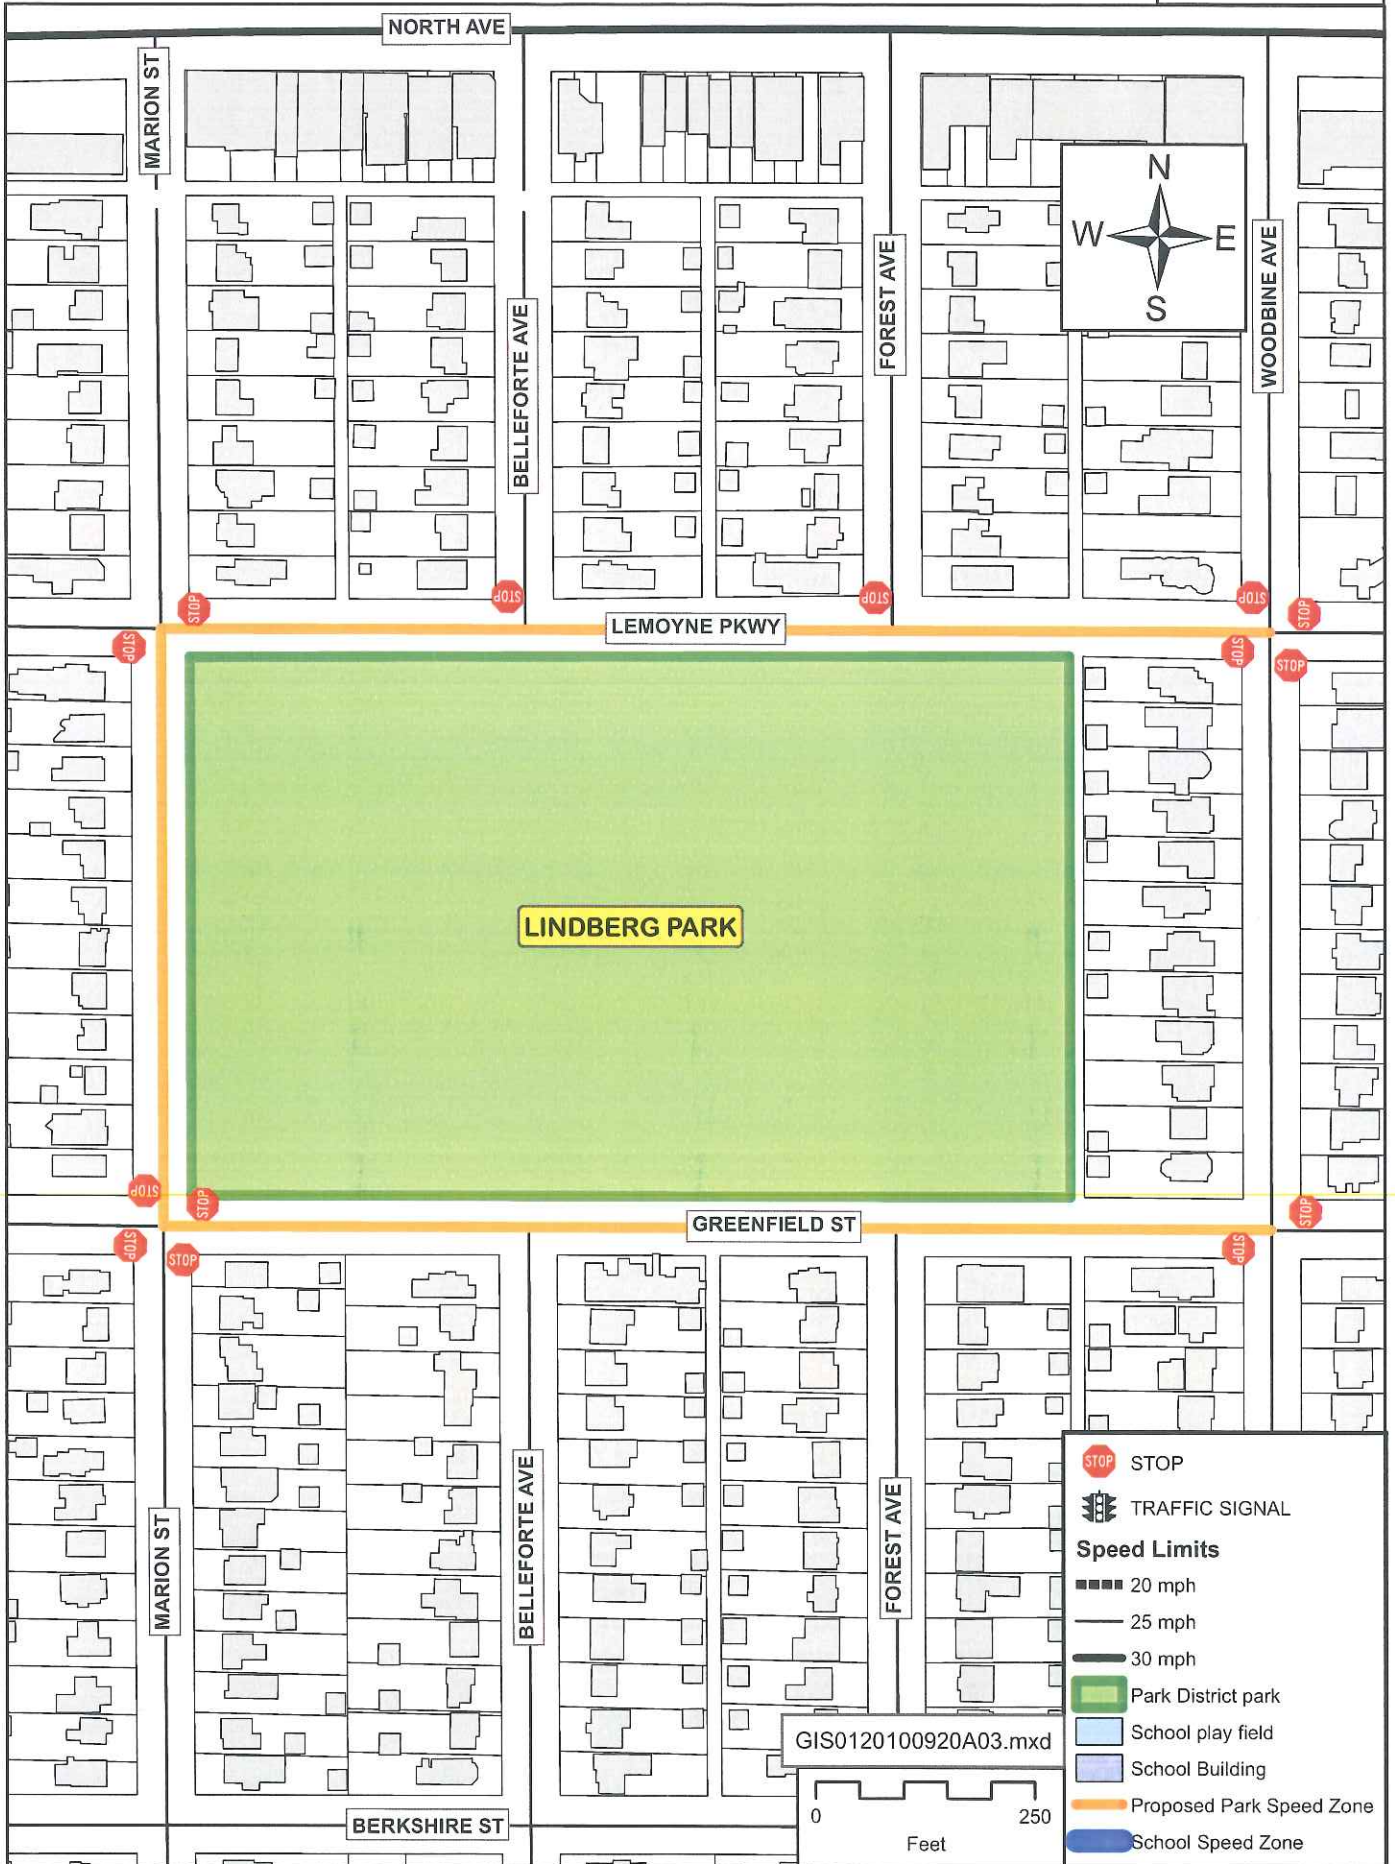 NORTH AVE
MARION ST
N
W E
S
FOREST AVE
WOODBINE AVE
BELLEFORTE AVE
STOP
STOP
STOP
STOP
STOP
LEMOYNE PKWY
STOP
STOP
STOP
LINDBERG PARK
STOP
STOP
STOP
GREENFIELD ST
STOP
STOP
STOP
STOP STOP
TRAFFIC SIGNAL
Speed Limits
20 mph
25 mph
30 mph
Park District park
School play field
School Building
Proposed Park Speed Zone
School Speed Zone
MARION ST
BELLEFORTE AVE
FOREST AVE
GIS0120100920A03.mxd
0 250
Feet
BERKSHIRE ST